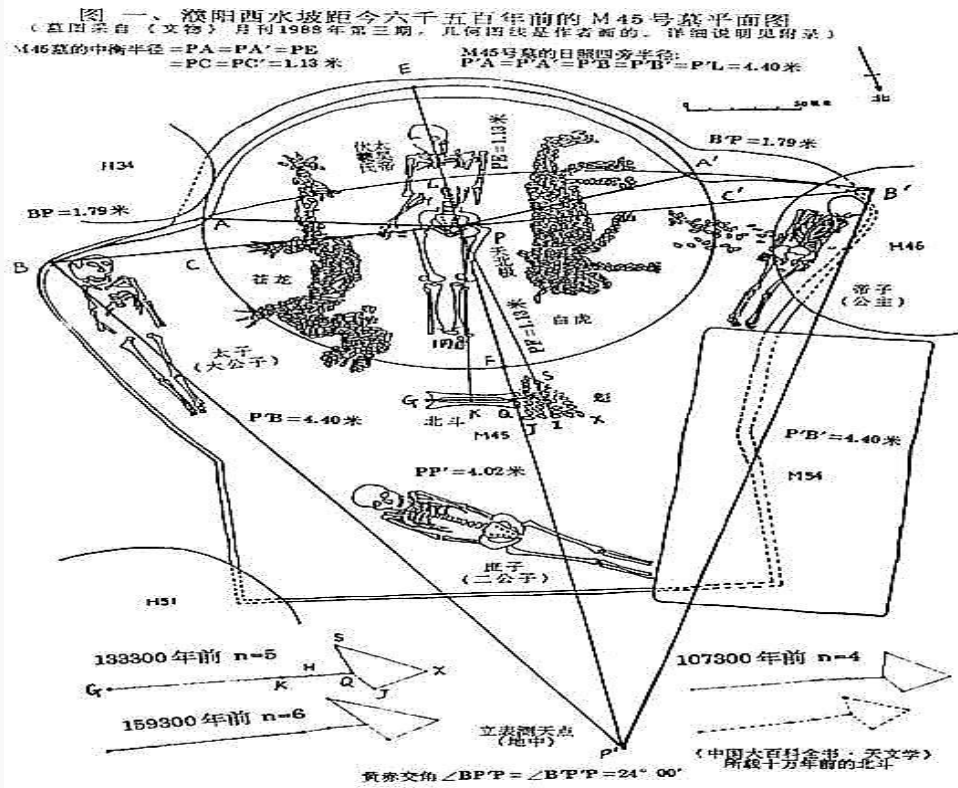 图一、濮阳西水坡距今六千五百年前的M45号墓平面图
(墓图采自《文物》月刊1988年第三期，几何图线是作者画的。详细说明见附录)
M45墓的中衡半径=PA=PA'=PE
=PC=PC'=1.13米
M45号墓的日照四旁半径:
P'A=P'A'=P'B=P'B'=P'L=4.40米
北
E
B'P=1.79米
H34
伏羲氏
太帝
PE=1.13米
A'
C'
B'
BP=1.79米
A
L
P
B
C
H46
苍龙
白虎
帝子
(公主)
PF=1.13米
太子
(大公子)
F
S
G
K
Q
J
I
X
北斗
M45
P'B=4.40米
P'B'=4.40米
PP'=4.02米
M54
庶子
(二公子)
H51
133300年前 n=5
S
H
X
G
K
Q
J
107300年前 n=4
159300年前 n=6
立表测天点
(地中)
P'
《中国大百科全书·天文学》
所载十万年前的北斗
黄赤交角∠BP'P=∠B'P'P=24°00'